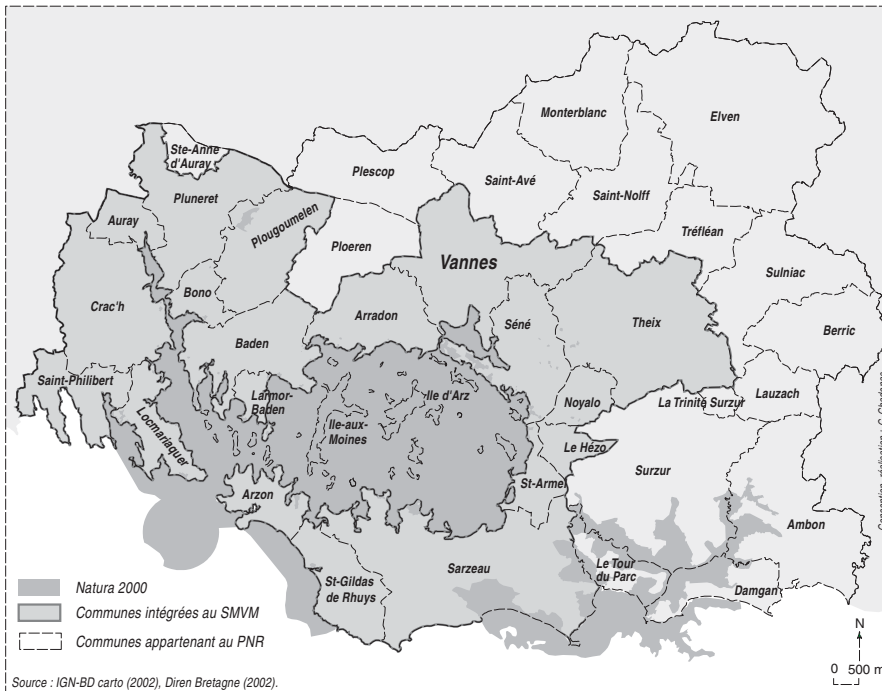 Monterblanc
Elven
Ste-Anne
d'Auray
Plescop
Saint-Avé
Saint-Nolff
Pluneret
Auray
Plougoumelen
Ploeren
Tréfléan
Vannes
Sulniac
Bono
Crac'h
Arradon
Séné
Theix
Berric
Baden
Saint-Philibert
Larmor-
Baden
Ile d'Arz
Noyalo
La Trinité Surzur
Lauzach
Locmariaquer
Ile-aux-
Moines
Le Hézo
Surzur
St-Armel
Arzon
Ambon
Sarzeau
Le Tour
du Parc
St-Gildas
de Rhuys
Damgan
Natura 2000
Communes intégrées au SMVM
Communes appartenant au PNR
N
0 500 m
Source : IGN-BD carto (2002), Diren Bretagne (2002).